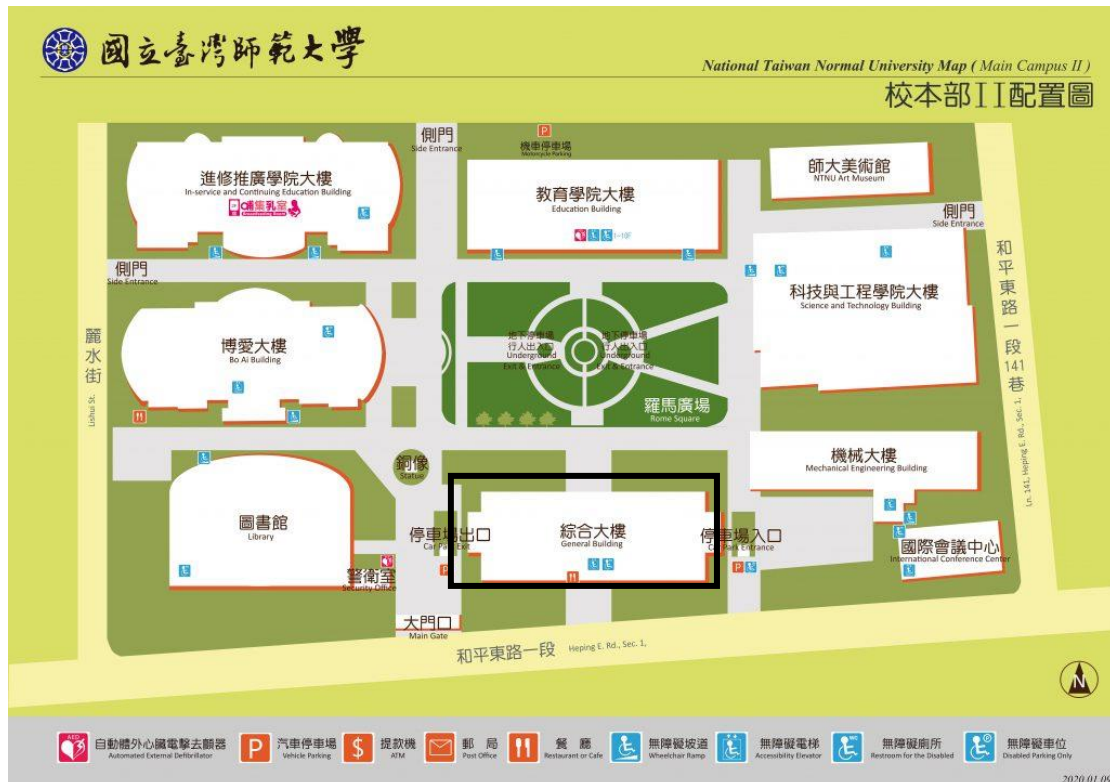 國立臺灣師範大學
National Taiwan Normal University Map ( Main Campus II )
校本部II配置圖
側門
Side Entrance
P
機車停車場
Motorcycle Parking
師大美術館
NTNU Art Museum
進修推廣學院大樓
In-service and Continuing Education Building
哺集乳室
教育學院大樓
Education Building
1~10F
側門
Side Entrance
側門
Side Entrance
和平東路一段141巷
Ln. 141, Heping E. Rd., Sec. 1,
科技與工程學院大樓
Science and Technology Building
麗水街
Lishui St.
博愛大樓
Bo Ai Building
地下停車場
行人出入口
Underground
Exit & Entrance
地下停車場
行人出入口
Underground
Exit & Entrance
羅馬廣場
Rome Square
銅像
Statue
機械大樓
Mechanical Engineering Building
圖書館
Library
停車場出口
Car Park Exit
P
綜合大樓
General Building
停車場入口
Car Park Entrance
P
國際會議中心
International Conference Center
警衛室
Security Office
大門口
Main Gate
和平東路一段 Heping E. Rd., Sec. 1,
N
AED
自動體外心臟電擊去顫器
Automated External Defibrillator
P
汽車停車場
Vehicle Parking
$
提款機
ATM
郵 局
Post Office
餐 廳
Restaurant or Cafe
無障礙坡道
Wheelchair Ramp
無障礙電梯
Accessibility Elevator
WC
無障礙廁所
Restroom for the Disabled
無障礙車位
Disabled Parking Only
2020.01.09